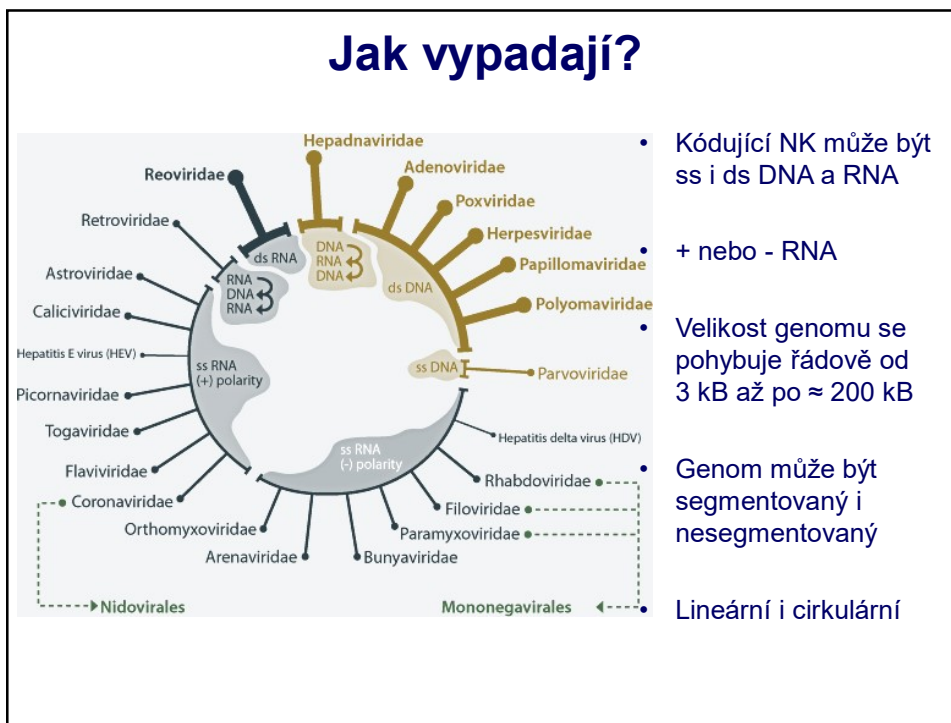 Jak vypadají?
Hepadnaviridae
Adenoviridae
Reoviridae
Poxviridae
Retroviridae
Herpesviridae
Astroviridae
Papillomaviridae
Caliciviridae
Polyomaviridae
Hepatitis E virus (HEV)
Parvoviridae
Picornaviridae
Togaviridae
Hepatitis delta virus (HDV)
Flaviviridae
Rhabdoviridae
Coronaviridae
Filoviridae
Orthomyxoviridae
Paramyxoviridae
Arenaviridae
Bunyaviridae
Nidovirales
Mononegavirales
ds RNA
DNA
RNA
DNA
ds DNA
RNA
DNA
RNA
ss DNA
ss RNA
(+) polarity
ss RNA
(-) polarity
• Kódující NK může být
ss i ds DNA a RNA
• + nebo - RNA
• Velikost genomu se
pohybuje řádově od
3 kB až po ≈ 200 kB
• Genom může být
segmentovaný i
nesegmentovaný
• Lineární i cirkulární